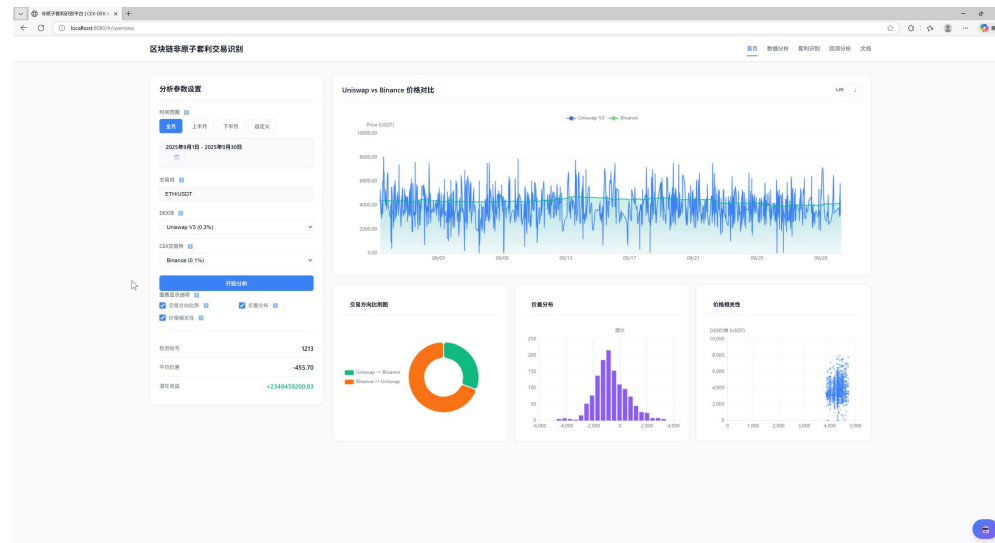 非原子套利识别平台 | CEX-DEX
localhost:8080/#/overview
区块链非原子套利交易识别
首页 数据分析 套利识别 回测分析 文档
分析参数设置
时间范围
全月 上半月 下半月 自定义
2025年9月1日 - 2025年9月30日
交易对
ETH/USDT
DEX池
Uniswap V3 (0.3%)
CEX交易所
Binance (0.1%)
开始分析
图表显示选项
交易方向比例 价差分布
价格相关性
检测信号 1213
平均价差 -455.70
潜在收益 +2349459200.03
Uniswap vs Binance 价格对比
LIN ↓
Uniswap V3 Binance
Price (USDT)
10000.00
8000.00
6000.00
4000.00
2000.00
0.00
09/05 09/09 09/13 09/17 09/21 09/25 09/28
交易方向比例图
Uniswap → Binance
Binance → Uniswap
价差分布
频次
250
200
150
100
50
0
-6,000 -4,000 -2,000 0 2,000 4,000
价格相关性
DEX价格 (USDT)
10,000
8,000
6,000
4,000
2,000
0
0 1,000 2,000 3,000 4,000 5,000